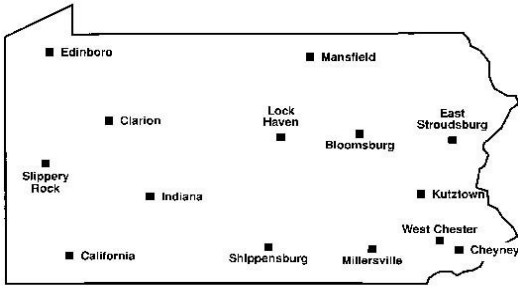 Edinboro
Mansfield
Clarion
Lock
Haven
East
Stroudsburg
Bloomsburg
Slippery
Rock
Indiana
Kutztown
West Chester
California
Shippensburg
Millersville
Cheyney